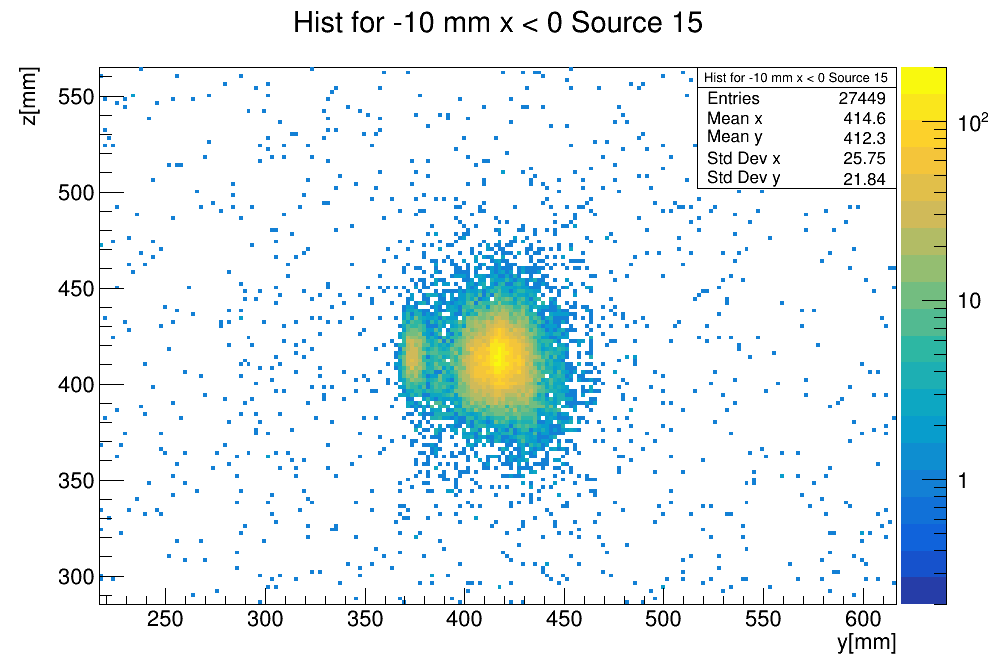 Hist for -10 mm x < 0 Source 15
z[mm]
Hist for -10 mm x < 0 Source 15
Entries 27449
Mean x 414.6
Mean y 412.3
Std Dev x 25.75
Std Dev y 21.84
550
500
450
400
350
300
10²
10
1
250 300 350 400 450 500 550 600
y[mm]